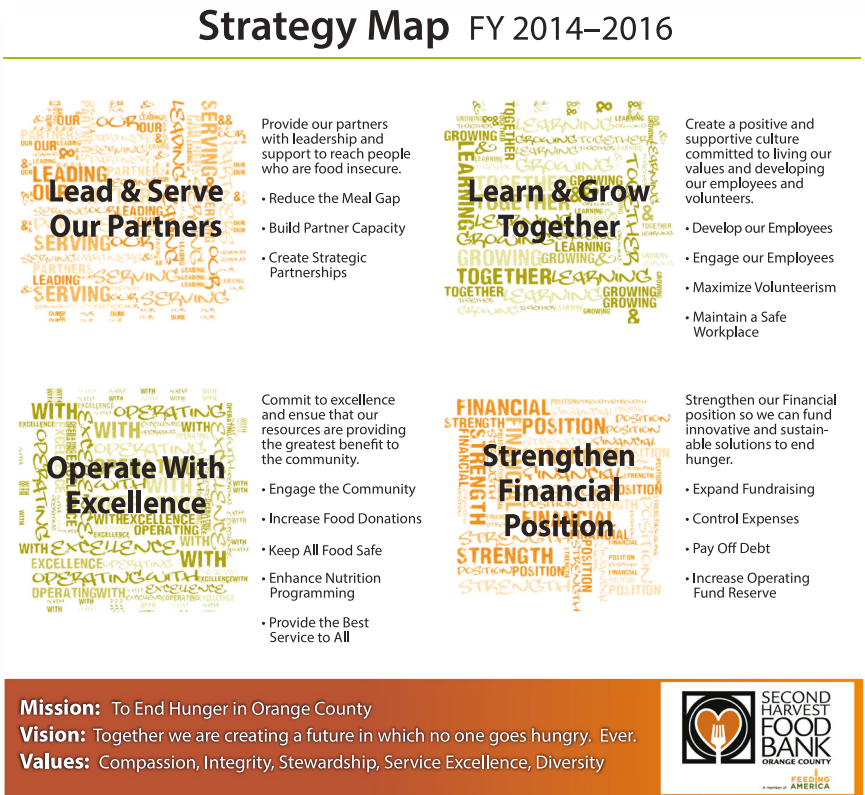 Strategy Map FY 2014–2016
Lead & Serve
Our Partners
Provide our partners
with leadership and
support to reach people
who are food insecure.
• Reduce the Meal Gap
• Build Partner Capacity
• Create Strategic
Partnerships
Learn & Grow
Together
Create a positive and
supportive culture
committed to living our
values and developing
our employees and
volunteers.
• Develop our Employees
• Engage our Employees
• Maximize Volunteerism
• Maintain a Safe
Workplace
Operate With
Excellence
Commit to excellence
and ensue that our
resources are providing
the greatest benefit to
the community.
• Engage the Community
• Increase Food Donations
• Keep All Food Safe
• Enhance Nutrition
Programming
• Provide the Best
Service to All
Strengthen
Financial
Position
Strengthen our Financial
position so we can fund
innovative and sustain-
able solutions to end
hunger.
• Expand Fundraising
• Control Expenses
• Pay Off Debt
• Increase Operating
Fund Reserve
Mission: To End Hunger in Orange County
Vision: Together we are creating a future in which no one goes hungry. Ever.
Values: Compassion, Integrity, Stewardship, Service Excellence, Diversity
SECOND
HARVEST
FOOD
BANK
ORANGE COUNTY
A member of FEEDING AMERICA